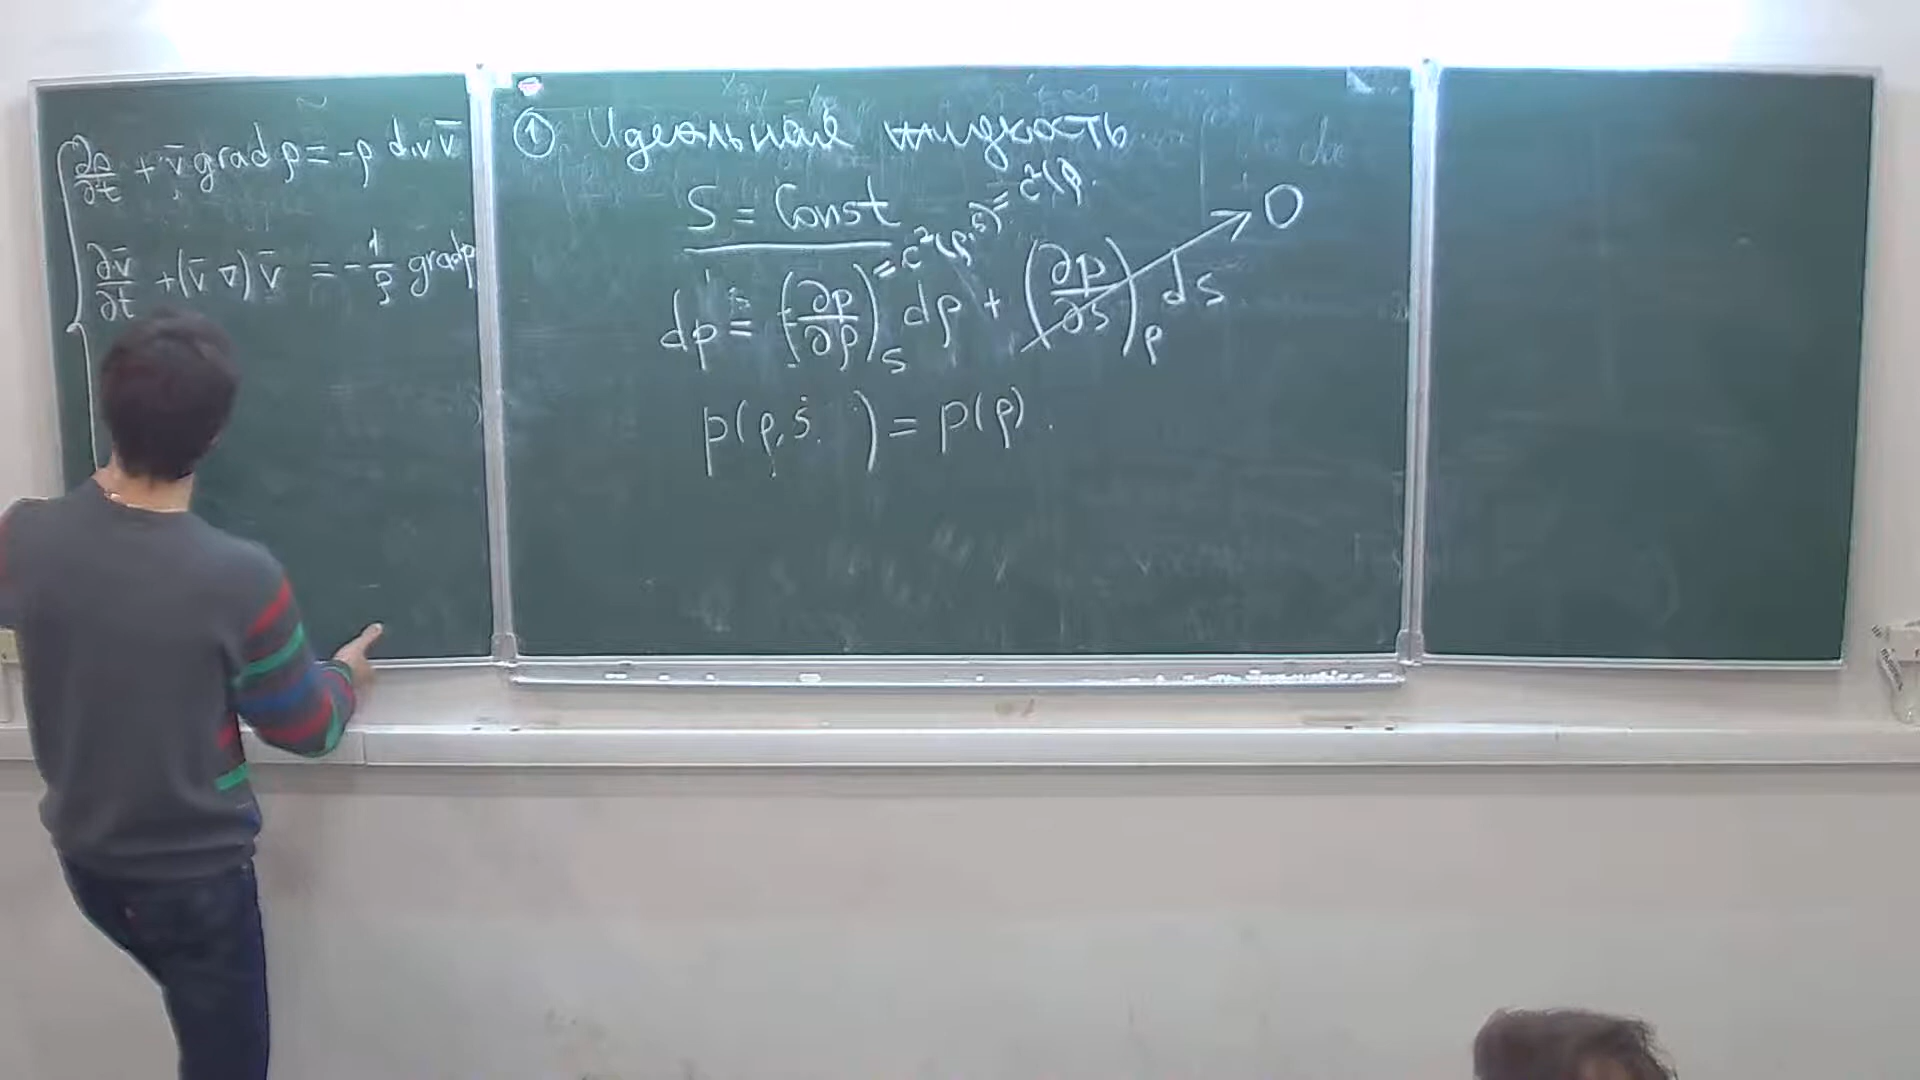 ∂ρ/∂t + v̄ grad ρ = -ρ div v̄
∂v̄/∂t + (v̄ ∇) v̄ = - 1/ρ grad p
① Идеальная жидкость
S = Const
dp = (∂p/∂ρ)_S = c²(ρ, s) = c²(ρ. dρ + (∂p/∂s)_ρ ds → 0
p(ρ, s ) = p(ρ).